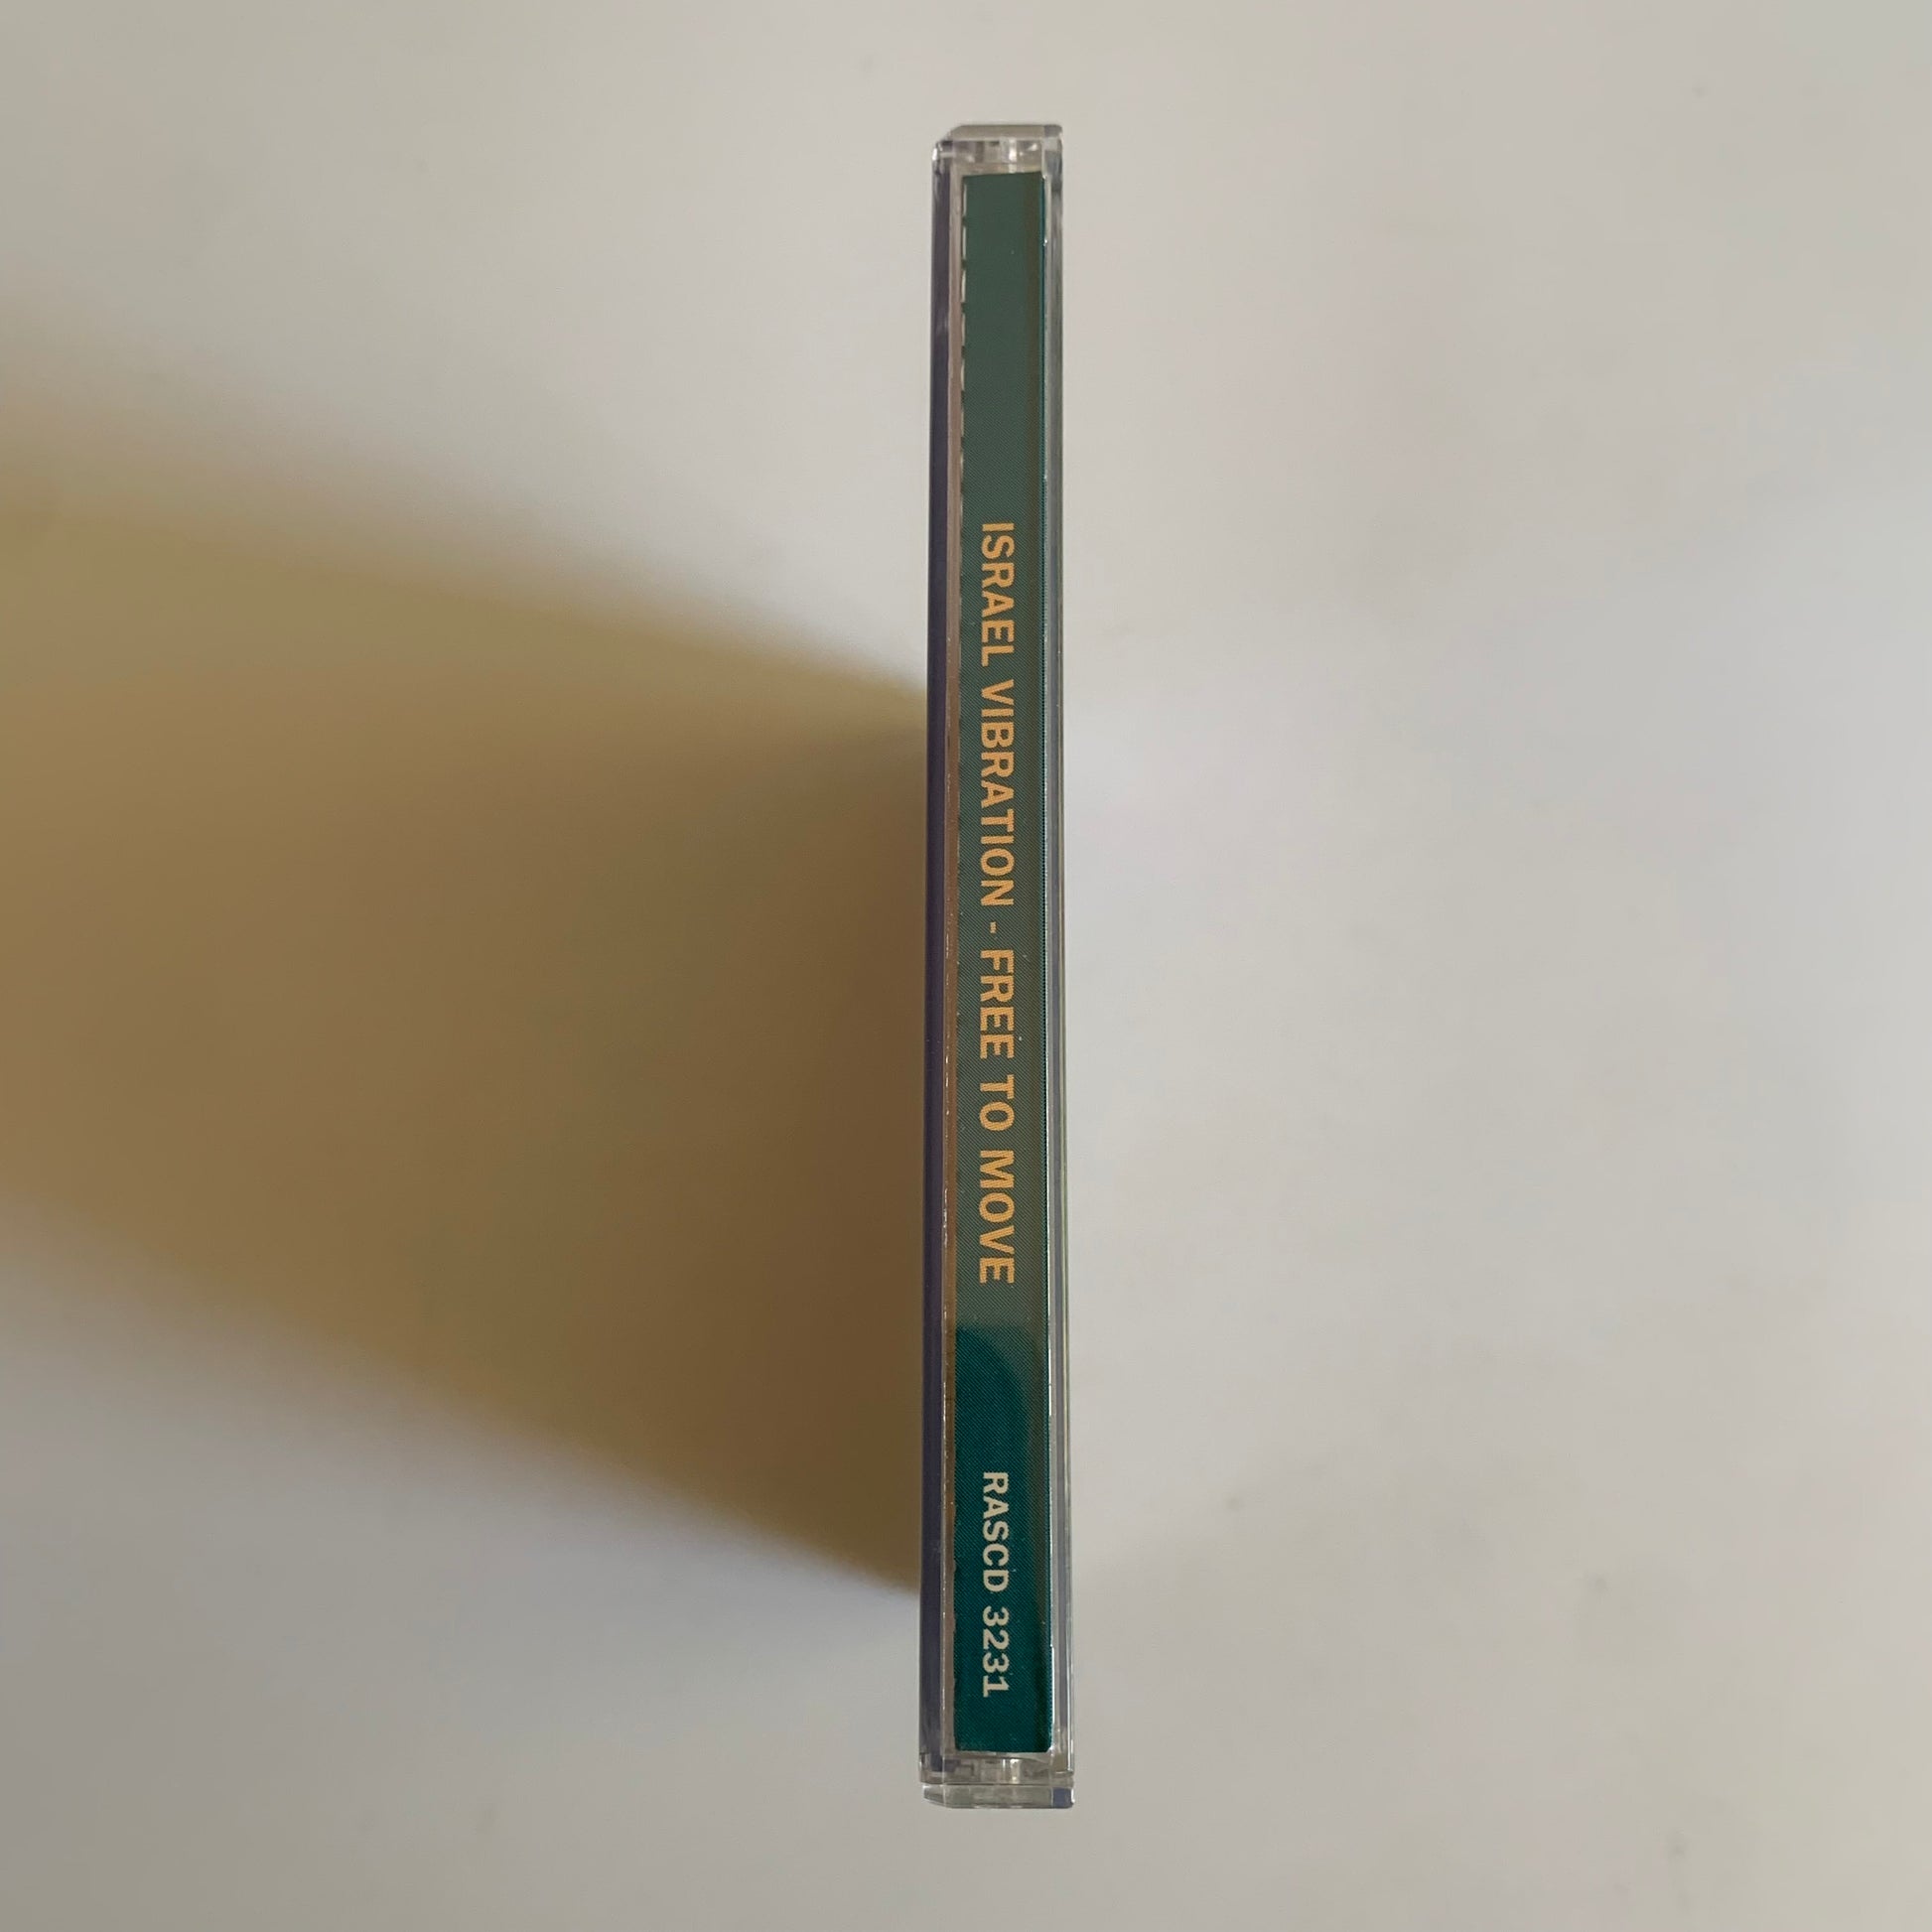 ISRAEL VIBRATION - FREE TO MOVE
RASCD 3231